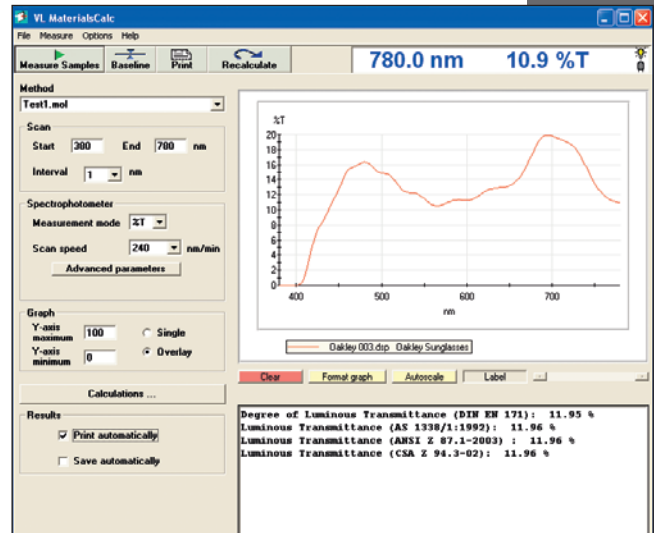 VL MaterialsCalc
File Measure Options Help
Measure Samples Baseline Print Recalculate
780.0 nm 10.9 %T
Method
Test1.mol
Scan
Start 380 End 780 nm
Interval 1 nm
Spectrophotometer
Measurement mode %T
Scan speed 240 nm/min
Advanced parameters
Graph
Y-axis maximum 100
Single
Y-axis minimum 0
Overlay
Calculations ...
Results
Print automatically
Save automatically
%T
20
18
16
14
12
10
8
6
4
2
0
400 500 600 700
nm
Oakley 003.dsp Oakley Sunglasses
Clear Format graph Autoscale Label
Degree of Luminous Transmittance (DIN EN 171): 11.95 %
Luminous Transmittance (AS 1338/1:1992): 11.96 %
Luminous Transmittance (ANSI Z 87.1-2003) : 11.96 %
Luminous Transmittance (CSA Z 94.3-02): 11.96 %